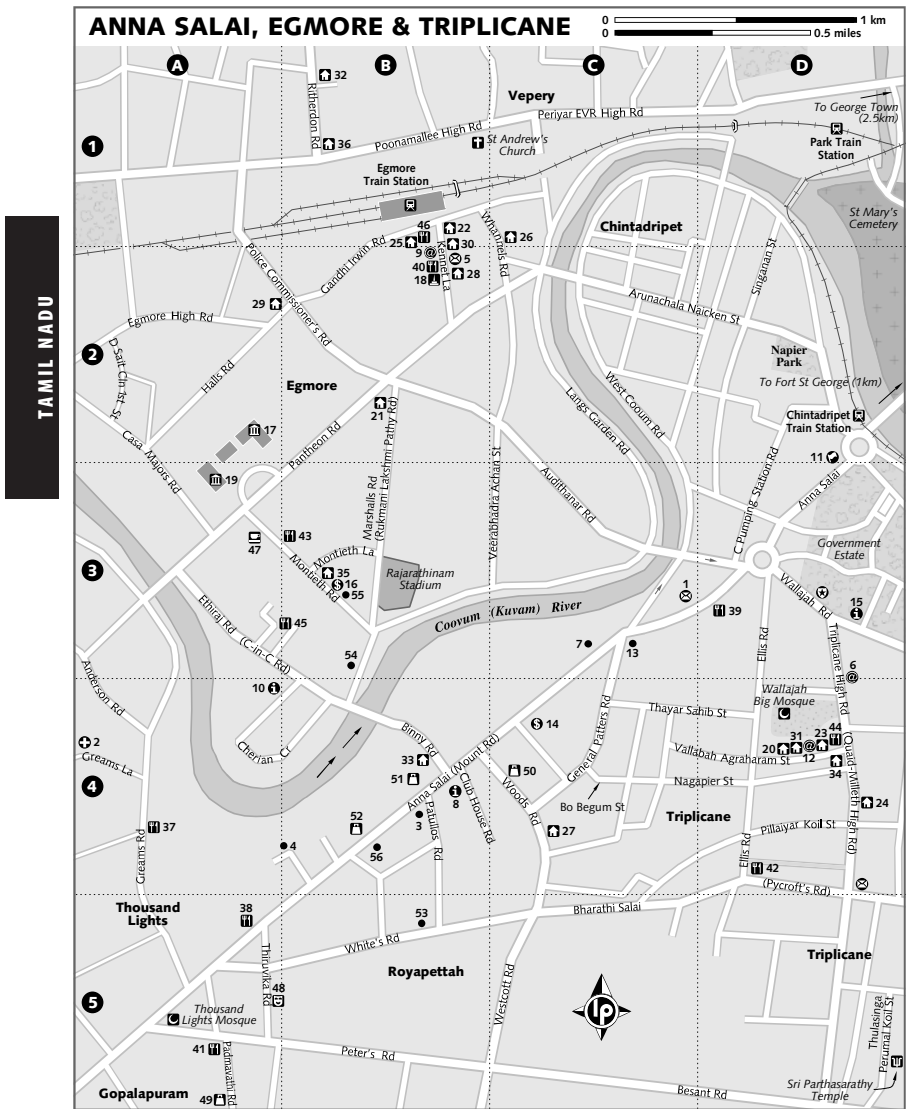 ANNA SALAI, EGMORE & TRIPLICANE
0 1 km
0 0.5 miles
TAMIL NADU
A
B
C
D
32
Ritherdon Rd
Vepery
To George Town
(2.5km)
Periyar EVR High Rd
Poonamallee High Rd
St Andrew's
Church
Park Train
Station
1
36
Egmore
Train Station
St Mary's
Cemetery
46
22
25
30
26
Whannels Rd
Chintadripet
Gandhi Irwin Rd
Kennet La
9
5
40
28
18
Singanan St
Police Commissioner's Rd
29
Arunachala Naicken St
Egmore High Rd
2
D Sait Cln 1st St
Halls Rd
Egmore
Napier
Park
To Fort St George (1km)
West Cooum Rd
Langs Garden Rd
Chintadripet
Train Station
21
17
Pantheon Rd
Casa Majors Rd
11
19
Marshalls Rd
(Rukmani Lakshmi Pathy Rd)
Veerabhadra Achan St
Audithanar Rd
C Pumping Station Rd
Anna Salai
43
47
Montieth La
Montieth Rd
Government
Estate
3
35
16
55
Rajarathinam
Stadium
1
Wallajah Rd
15
39
Coovum (Kuvam) River
Ethiraj Rd (C-in-C Rd)
45
54
7
13
Ellis Rd
Triplicane High Rd
6
10
Anderson Rd
Wallajah
Big Mosque
Thayar Sahib St
14
General Patters Rd
Binny Rd
Cherian Cr
2
Greams La
44
31
23
20
12
Vallabah Agraharam St
34
(Quaid-Milleth High Rd)
33
51
50
Anna Salai (Mount Rd)
Nagapier St
4
8
Club House Rd
Woods Rd
Bo Begum St
24
Triplicane
3
Patullos Rd
52
37
27
Pillaiyar Koil St
4
56
Greams Rd
Ellis Rd
42
(Pycroft's Rd)
Thousand
Lights
38
53
Bharathi Salai
White's Rd
Royapettah
Triplicane
Thiruvika Rd
48
Westcott Rd
5
Thousand
Lights Mosque
lp
Thulasinga
Perumal Koil St
41
Padmavathi Rd
Peter's Rd
Sri Parthasarathy
Temple
Besant Rd
Gopalapuram
49